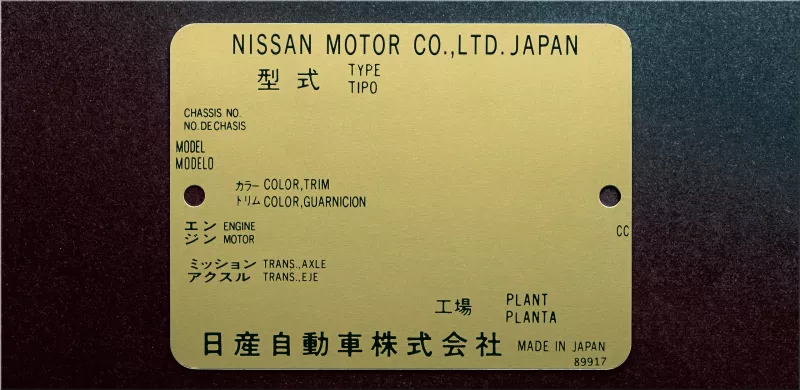 NISSAN MOTOR CO.,LTD. JAPAN
型式 TYPE
TIPO
CHASSIS NO.
NO. DE CHASIS
MODEL
MODELO
カラー COLOR,TRIM
トリム COLOR,GUARNICION
エン ENGINE
ジン MOTOR
CC
ミッション TRANS.,AXLE
アクスル TRANS.,EJE
工場 PLANT
PLANTA
日産自動車株式会社 MADE IN JAPAN
89917